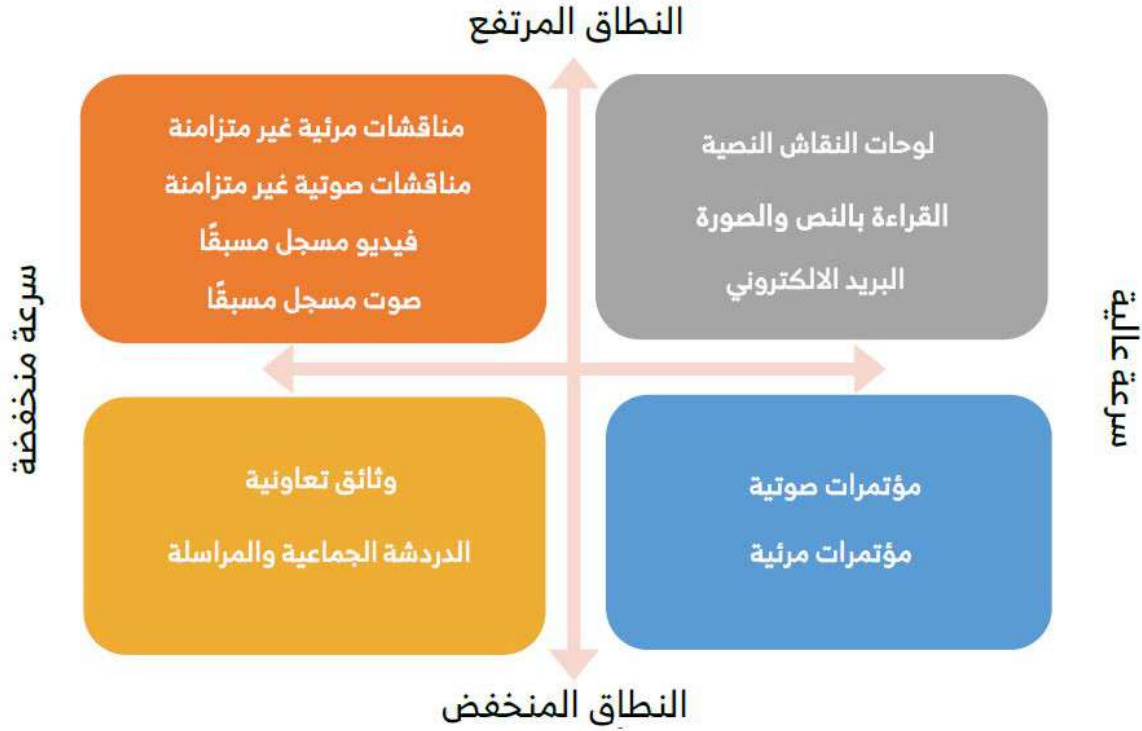 النطاق المرتفع
لوحات النقاش النصية
القراءة بالنص والصورة
البريد الالكتروني
مناقشات مرئية غير متزامنة
مناقشات صوتية غير متزامنة
فيديو مسجل مسبقًا
صوت مسجل مسبقًا
سرعة عالية
سرعة منخفضة
مؤتمرات صوتية
مؤتمرات مرئية
وثائق تعاونية
الدردشة الجماعية والمراسلة
النطاق المنخفض